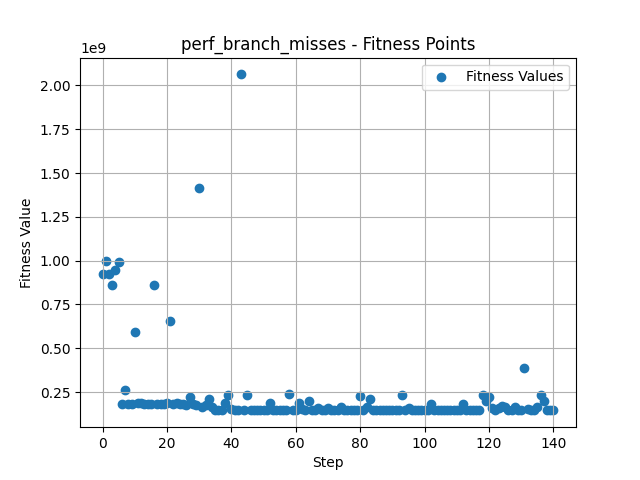 perf_branch_misses - Fitness Points
1e9
Fitness Values
2.00
1.75
1.50
1.25
1.00
0.75
0.50
0.25
Fitness Value
0 20 40 60 80 100 120 140
Step